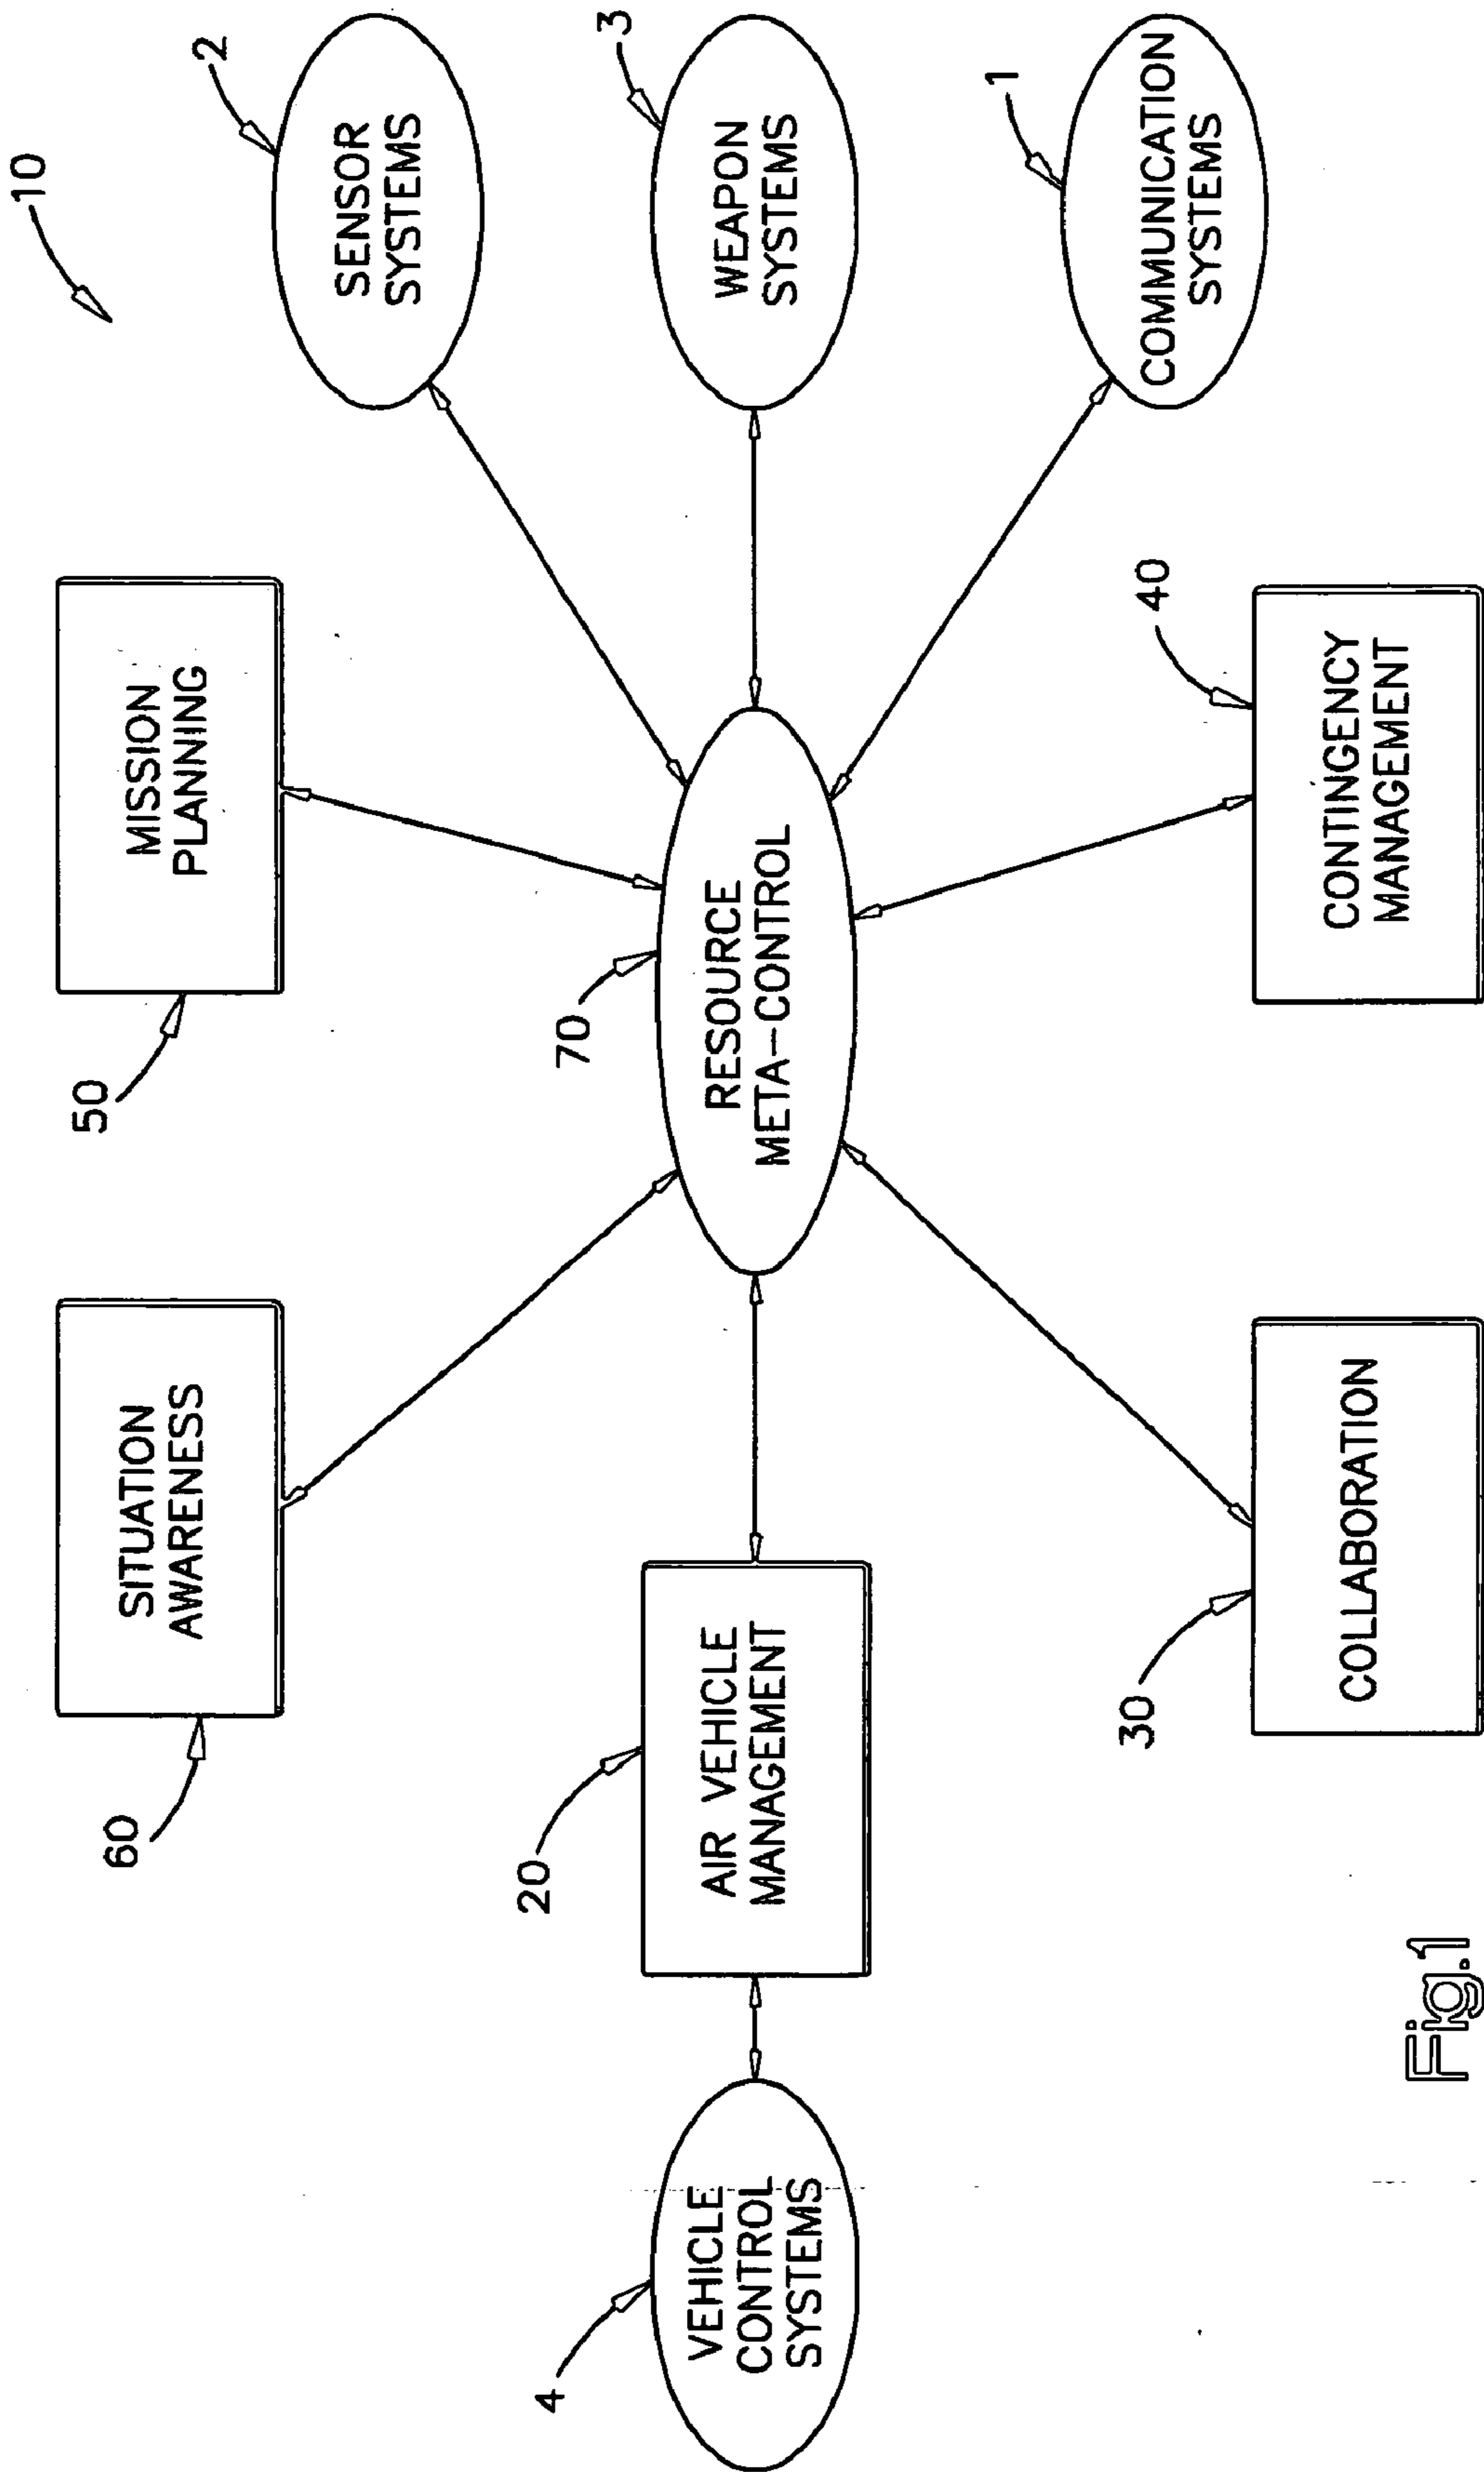 10
50
MISSION
PLANNING
2
SENSOR
SYSTEMS
60
SITUATION
AWARENESS
70
RESOURCE
META-CONTROL
3
WEAPON
SYSTEMS
4
VEHICLE
CONTROL
SYSTEMS
20
AIR VEHICLE
MANAGEMENT
1
COMMUNICATION
SYSTEMS
30
COLLABORATION
40
CONTINGENCY
MANAGEMENT
Fig.1